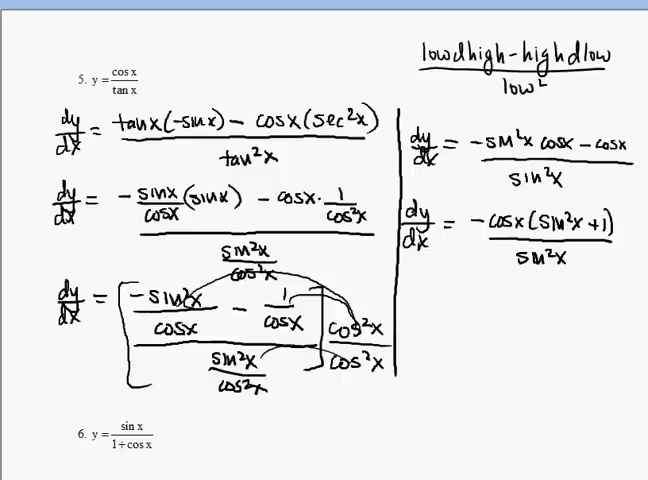 5. y = cos x / tan x
lowdhigh - highdlow / low²
dy/dx = tanx(-sinx) - cosx(sec²x) / tan²x
dy/dx = -sinx/cosx (sinx) - cosx · 1/cos²x / sin²x/cos²x
dy/dx = [-sin²x/cosx - 1/cosx / sin²x/cos²x] cos²x/cos²x
dy/dx = -sin²x cosx - cosx / sin²x
dy/dx = -cosx(sin²x+1) / sin²x
6. y = sin x / 1+cos x